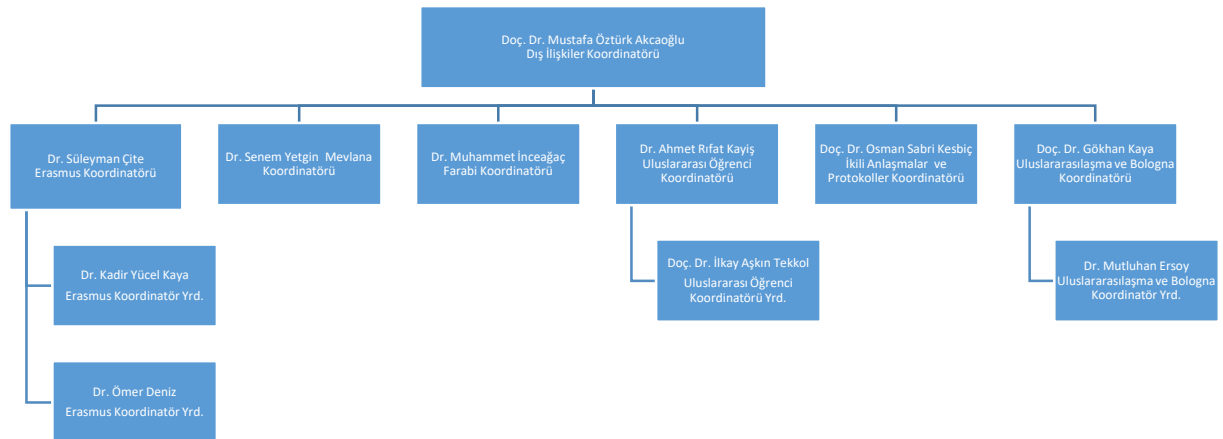 Doç. Dr. Mustafa Öztürk Akcaoğlu
Dış İlişkiler Koordinatörü
Dr. Süleyman Çite
Erasmus Koordinatörü
Dr. Senem Yetgin Mevlana
Koordinatörü
Dr. Muhammet İnceağaç
Farabi Koordinatörü
Dr. Ahmet Rıfat Kayiş
Uluslararası Öğrenci
Koordinatörü
Doç. Dr. Osman Sabri Kesbiç
İkili Anlaşmalar ve
Protokoller Koordinatörü
Doç. Dr. Gökhan Kaya
Uluslararasılaşma ve Bologna
Koordinatörü
Dr. Kadir Yücel Kaya
Erasmus Koordinatör Yrd.
Doç. Dr. İlkay Aşkın Tekkol
Uluslararası Öğrenci
Koordinatörü Yrd.
Dr. Mutluhan Ersoy
Uluslararasılaşma ve Bologna
Koordinatör Yrd.
Dr. Ömer Deniz
Erasmus Koordinatör Yrd.